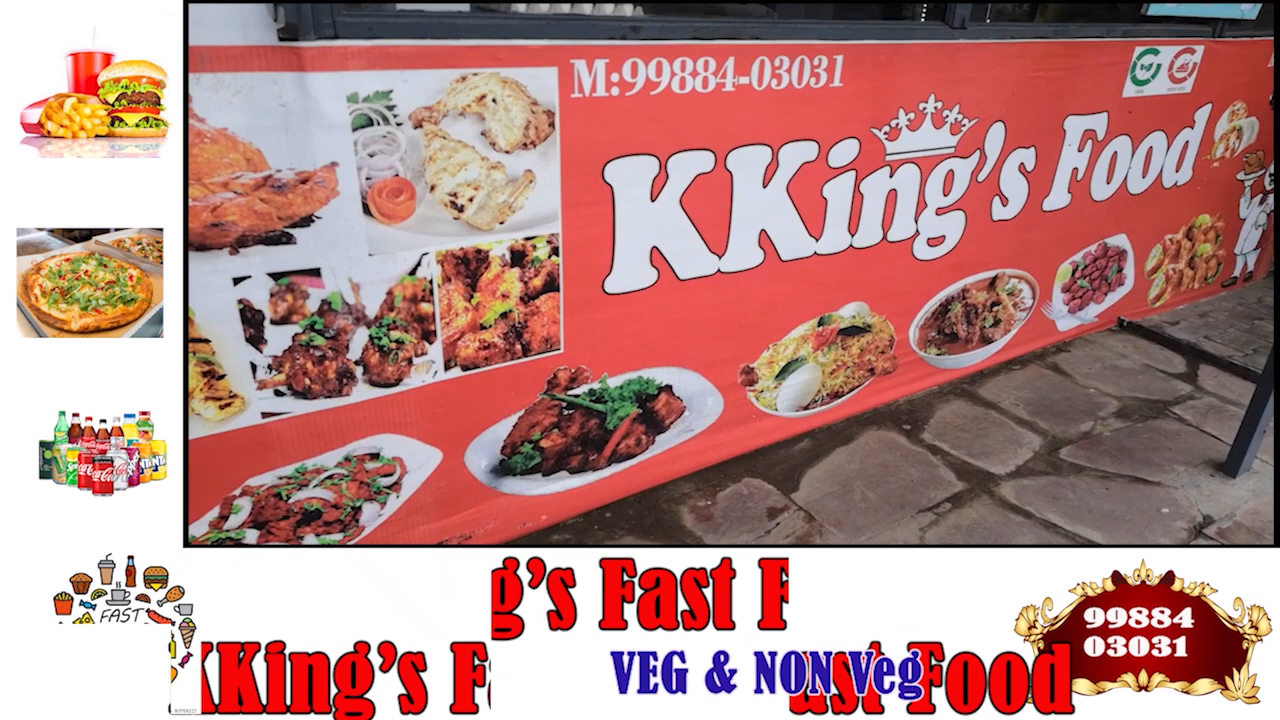 M:99884-03031
KKing's Food
g's Fast F
KKing's F
ast Food
VEG & NON Veg
99884
03031
FAST